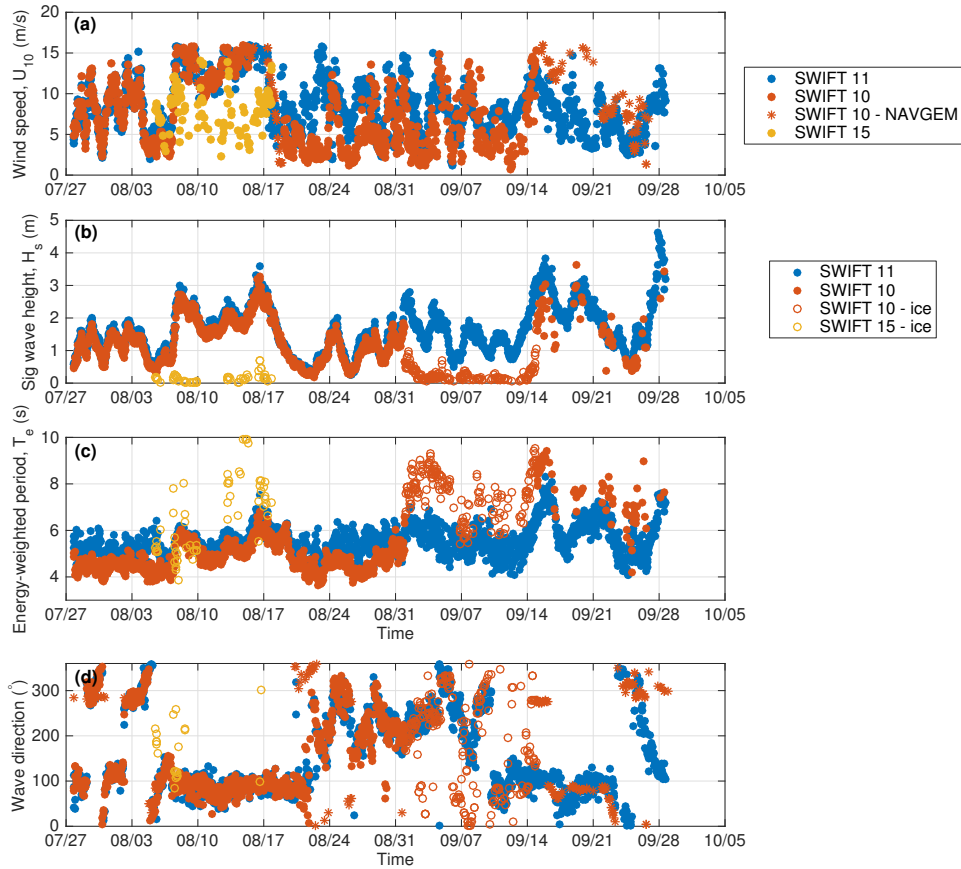 (a)
Wind speed, U10 (m/s)
20
15
10
5
0
07/27 08/03 08/10 08/17 08/24 08/31 09/07 09/14 09/21 09/28 10/05
SWIFT 11
SWIFT 10
SWIFT 10 - NAVGEM
SWIFT 15
(b)
Sig wave height, Hs (m)
5
4
3
2
1
0
07/27 08/03 08/10 08/17 08/24 08/31 09/07 09/14 09/21 09/28 10/05
SWIFT 11
SWIFT 10
SWIFT 10 - ice
SWIFT 15 - ice
(c)
Energy-weighted period, Te (s)
10
8
6
4
07/27 08/03 08/10 08/17 08/24 08/31 09/07 09/14 09/21 09/28 10/05
Time
(d)
Wave direction (°)
300
200
100
0
07/27 08/03 08/10 08/17 08/24 08/31 09/07 09/14 09/21 09/28 10/05
Time